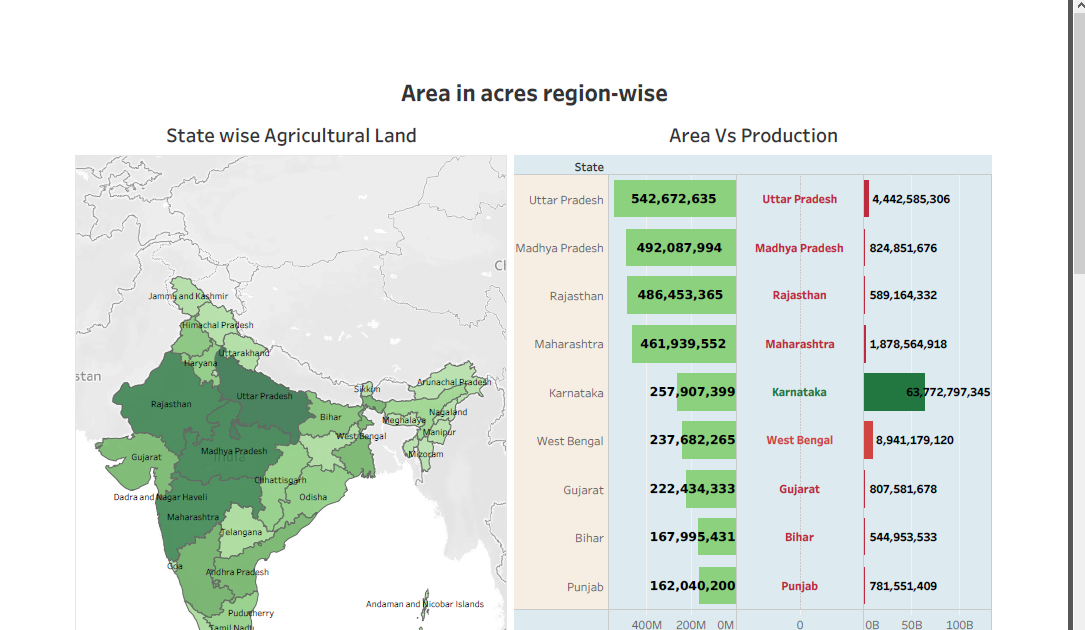 Area in acres region-wise
State wise Agricultural Land
Area Vs Production
State
Uttar Pradesh 542,672,635 Uttar Pradesh 4,442,585,306
Madhya Pradesh 492,087,994 Madhya Pradesh 824,851,676
Rajasthan 486,453,365 Rajasthan 589,164,332
Maharashtra 461,939,552 Maharashtra 1,878,564,918
Karnataka 257,907,399 Karnataka 63,772,797,345
West Bengal 237,682,265 West Bengal 8,941,179,120
Gujarat 222,434,333 Gujarat 807,581,678
Bihar 167,995,431 Bihar 544,953,533
Punjab 162,040,200 Punjab 781,551,409
400M 200M 0M 0 0B 50B 100B
Jammu and Kashmir
Himachal Pradesh
Uttarakhand
Haryana
stan
Sikkim
Arunachal Pradesh
Uttar Pradesh
Rajasthan
Nagaland
Bihar
Meghalaya
Manipur
West Bengal
Madhya Pradesh
Mizoram
Gujarat
India
Chhattisgarh
Dadra and Nagar Haveli
Odisha
Maharashtra
Telangana
Goa
Andhra Pradesh
Andaman and Nicobar Islands
Puducherry
Tamil Nadu